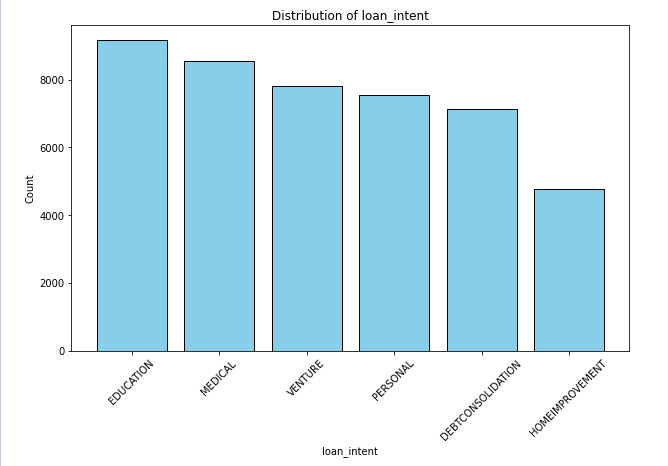 Distribution of loan_intent
Count
8000
6000
4000
2000
0
EDUCATION
MEDICAL
VENTURE
PERSONAL
DEBTCONSOLIDATION
HOMEIMPROVEMENT
loan_intent